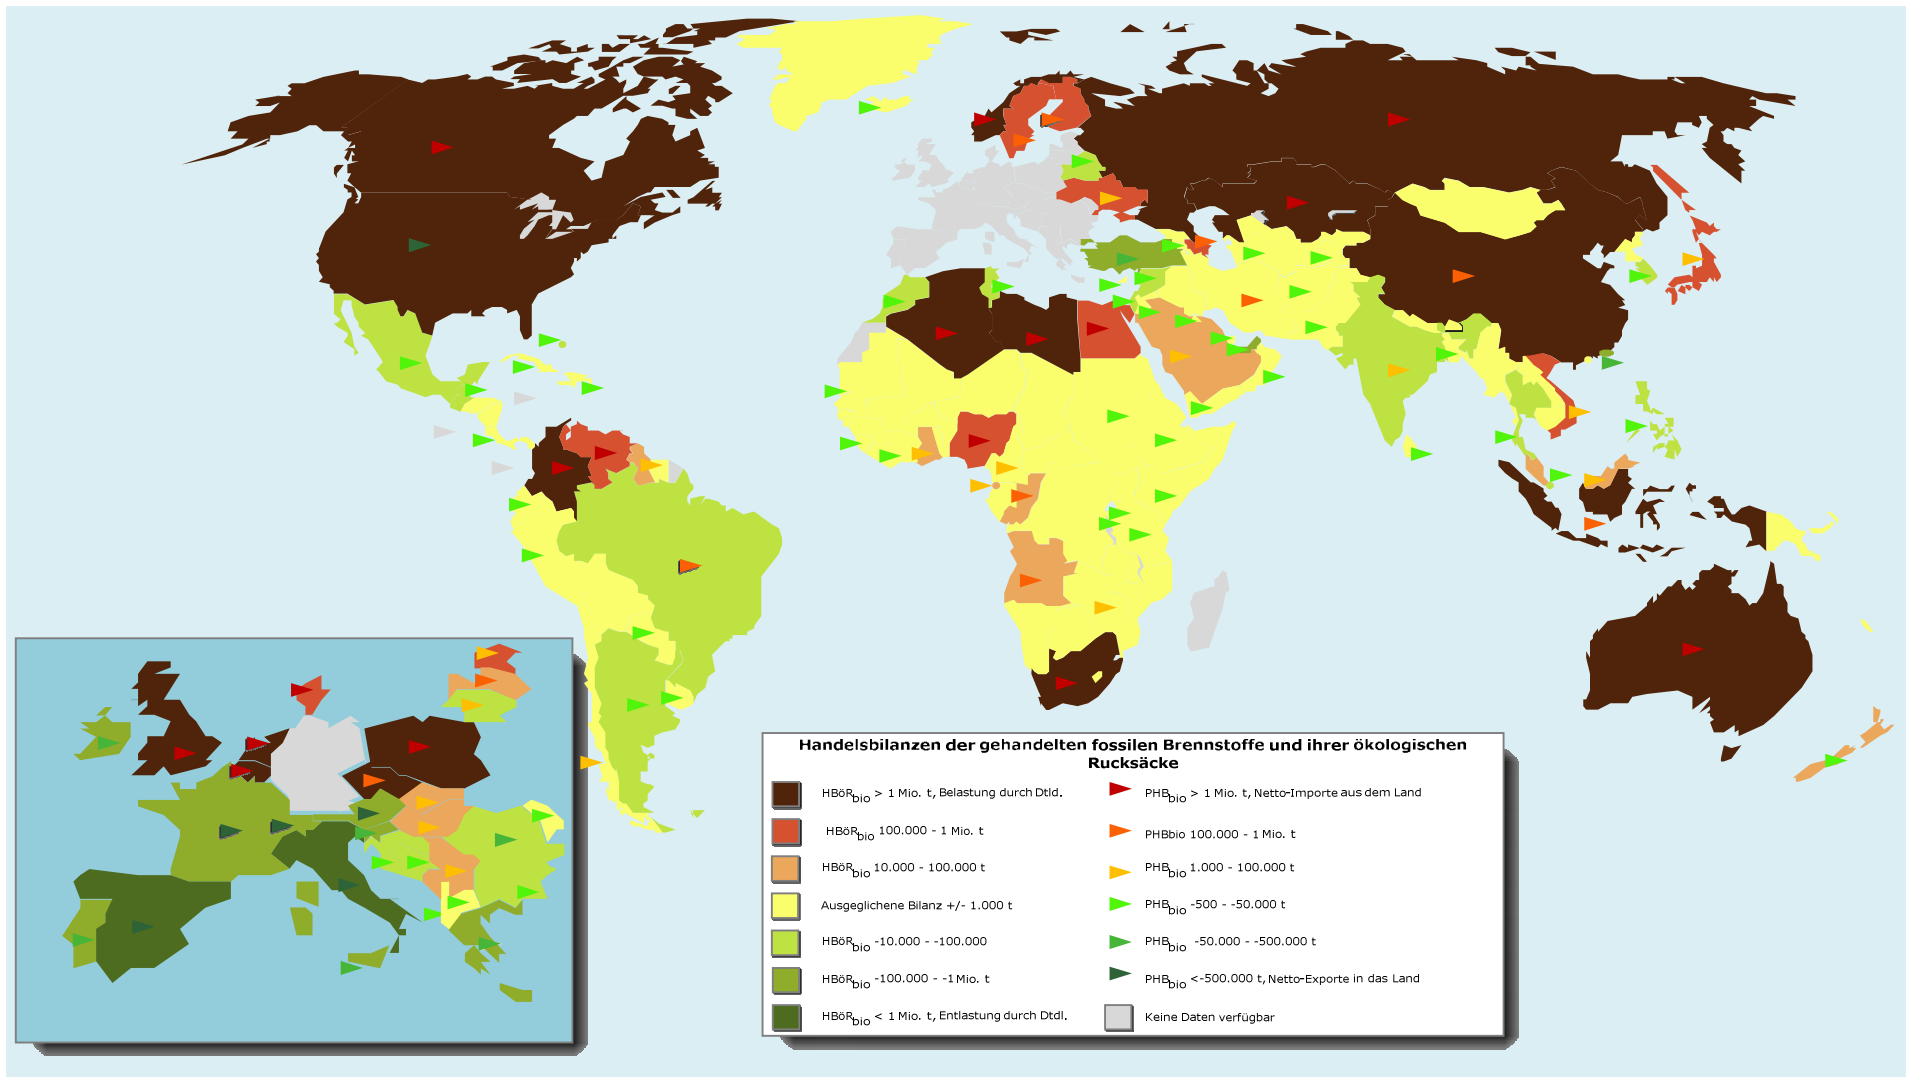 Handelsbilanzen der gehandelten fossilen Brennstoffe und ihrer ökologischen
Rucksäcke
HBöRbio > 1 Mio. t, Belastung durch Dtld.
HBöRbio 100.000 - 1 Mio. t
HBöRbio 10.000 - 100.000 t
Ausgeglichene Bilanz +/- 1.000 t
HBöRbio -10.000 - -100.000
HBöRbio -100.000 - -1 Mio. t
HBöRbio < 1 Mio. t, Entlastung durch Dtdl.
PHBbio > 1 Mio. t, Netto-Importe aus dem Land
PHBbio 100.000 - 1 Mio. t
PHBbio 1.000 - 100.000 t
PHBbio -500 - -50.000 t
PHBbio -50.000 - -500.000 t
PHBbio <-500.000 t, Netto-Exporte in das Land
Keine Daten verfügbar